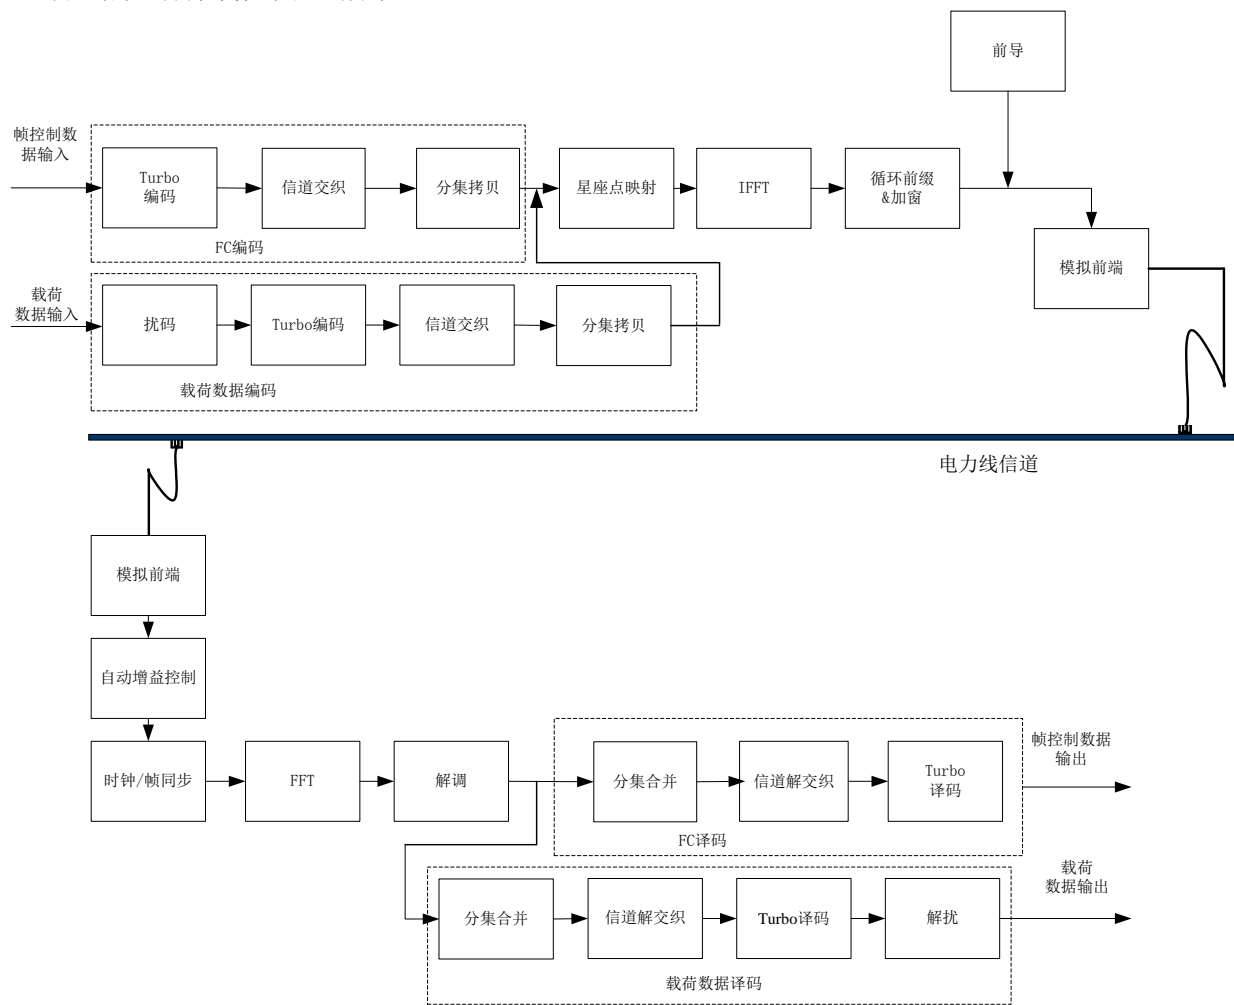 前导
帧控制数
据输入
Turbo
编码
信道交织
分集拷贝
星座点映射
IFFT
循环前缀
&加窗
FC编码
模拟前端
载荷
数据输入
扰码
Turbo编码
信道交织
分集拷贝
载荷数据编码
电力线信道
模拟前端
自动增益控制
时钟/帧同步
FFT
解调
分集合并
信道解交织
Turbo
译码
帧控制数据
输出
FC译码
分集合并
信道解交织
Turbo译码
解扰
载荷
数据输出
载荷数据译码